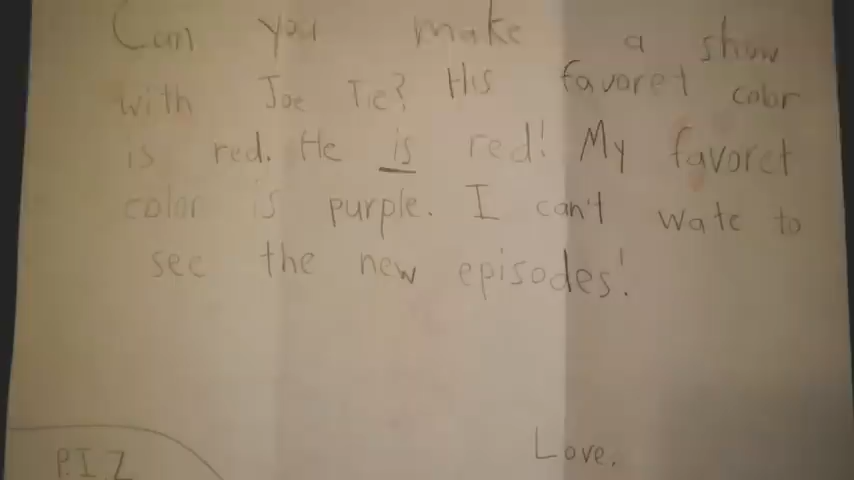 Can you make a show
with Joe Tie? His favoret color
is red. He is red! My favoret
color is purple. I can't wate to
see the new episodes!
Love,
P.I.Z